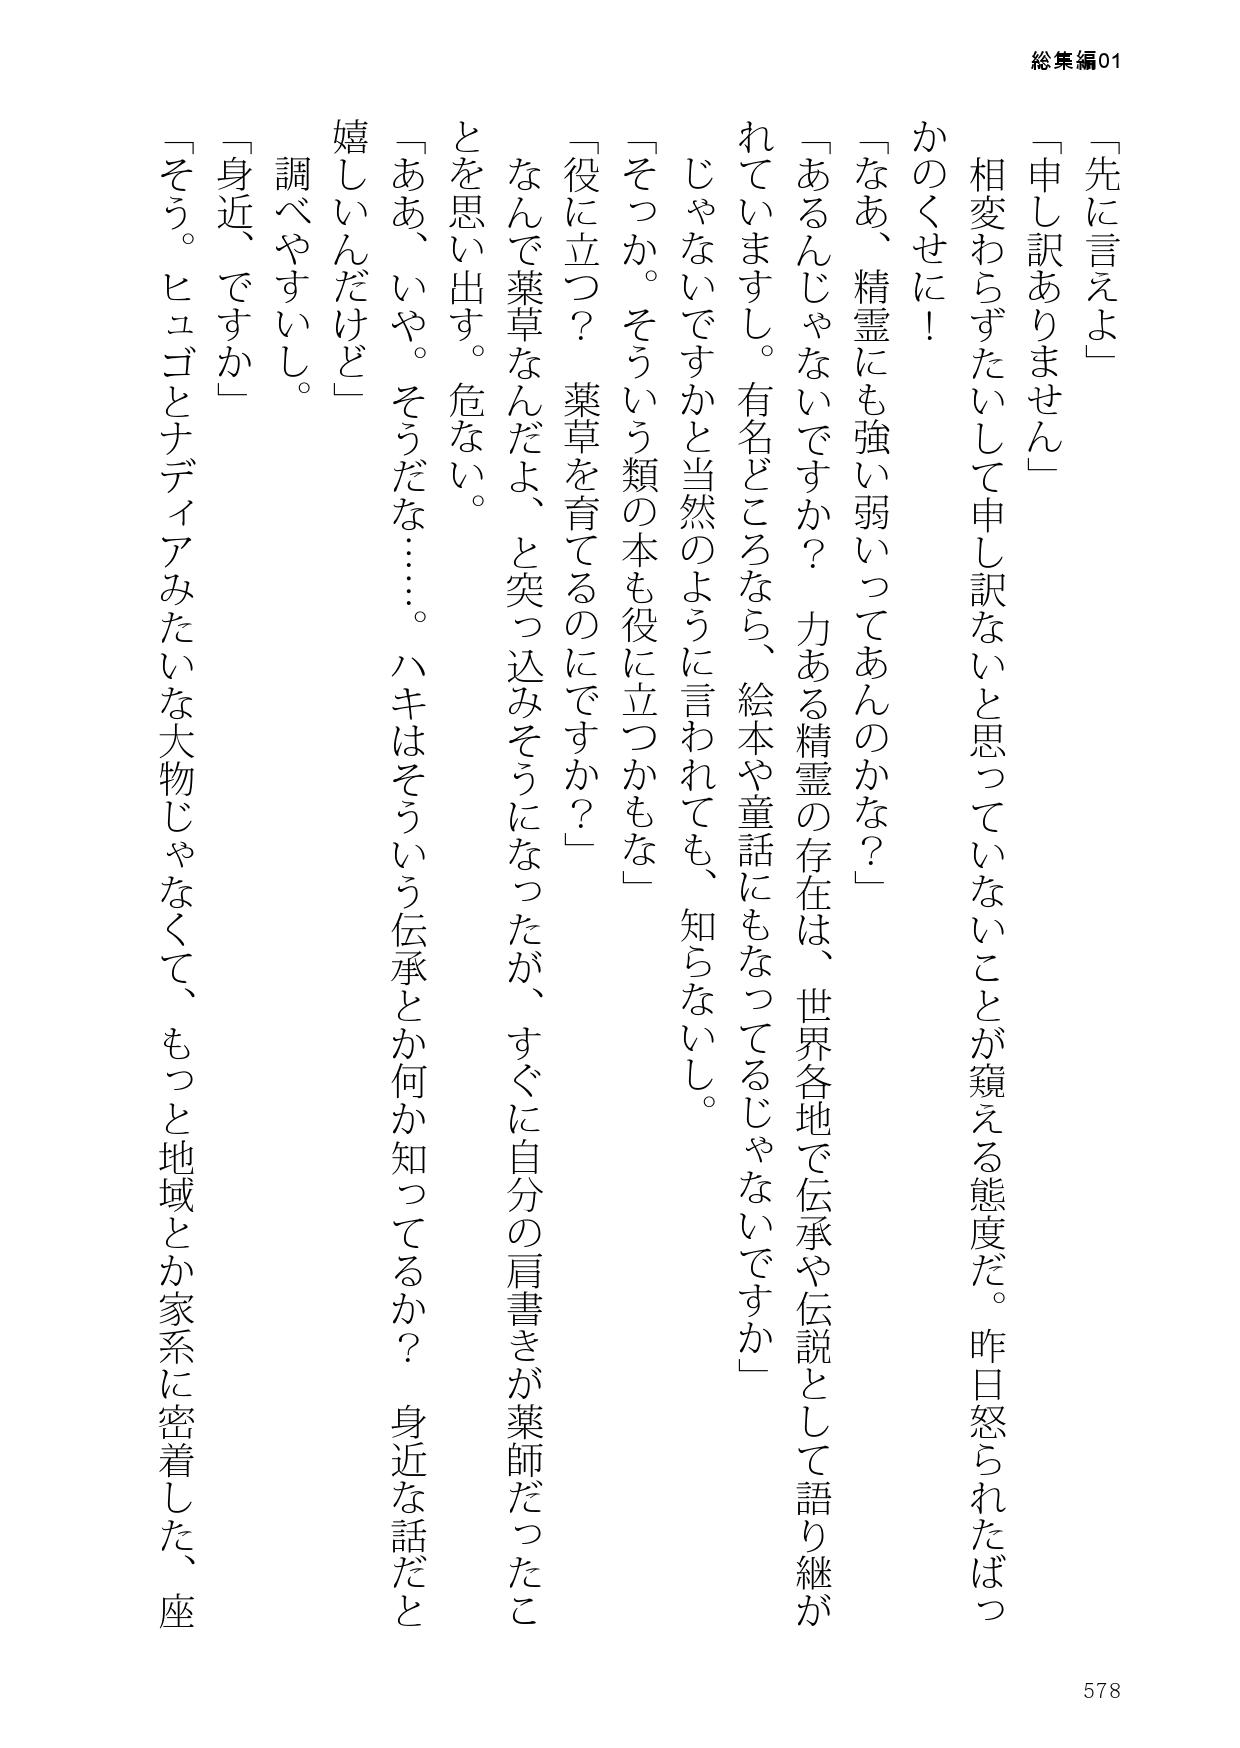 総集編01
「先に言えよ」
「申し訳ありません」
　相変わらずたいして申し訳ないと思っていないことが窺える態度だ。昨日怒られたばっ
かのくせに！
「なあ、精霊にも強い弱いってあんのかな？」
「あるんじゃないですか？　力ある精霊の存在は、世界各地で伝承や伝説として語り継が
れていますし。有名どころなら、絵本や童話にもなってるじゃないですか」
　じゃないですかと当然のように言われても、知らないし。
「そっか。そういう類の本も役に立つかもな」
「役に立つ？　薬草を育てるのにですか？」
　なんで薬草なんだよ、と突っ込みそうになったが、すぐに自分の肩書きが薬師だったこ
とを思い出す。危ない。
「ああ、いや。そうだな……。ハキはそういう伝承とか何か知ってるか？　身近な話だと
嬉しいんだけど」
　調べやすいし。
「身近、ですか」
「そう。ヒュゴとナディアみたいな大物じゃなくて、もっと地域とか家系に密着した、座
578